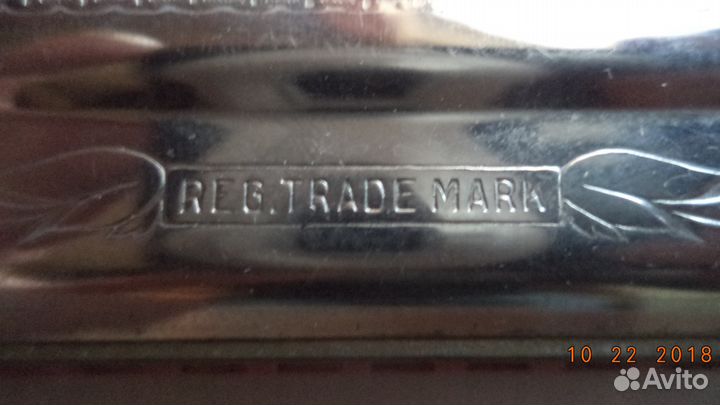 REG. TRADE MARK
10 22 2018
Avito